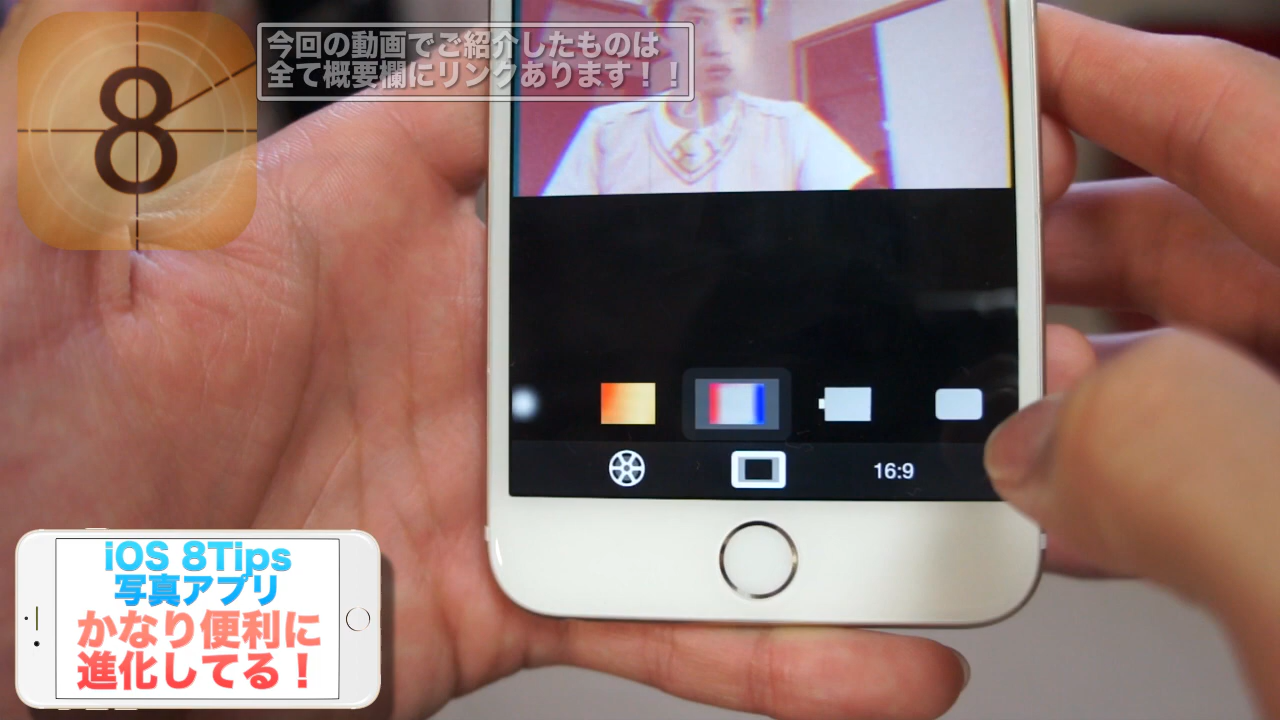 8
今回の動画でご紹介したものは
全て概要欄にリンクあります！！
16:9
iOS 8Tips
写真アプリ
かなり便利に
進化してる！